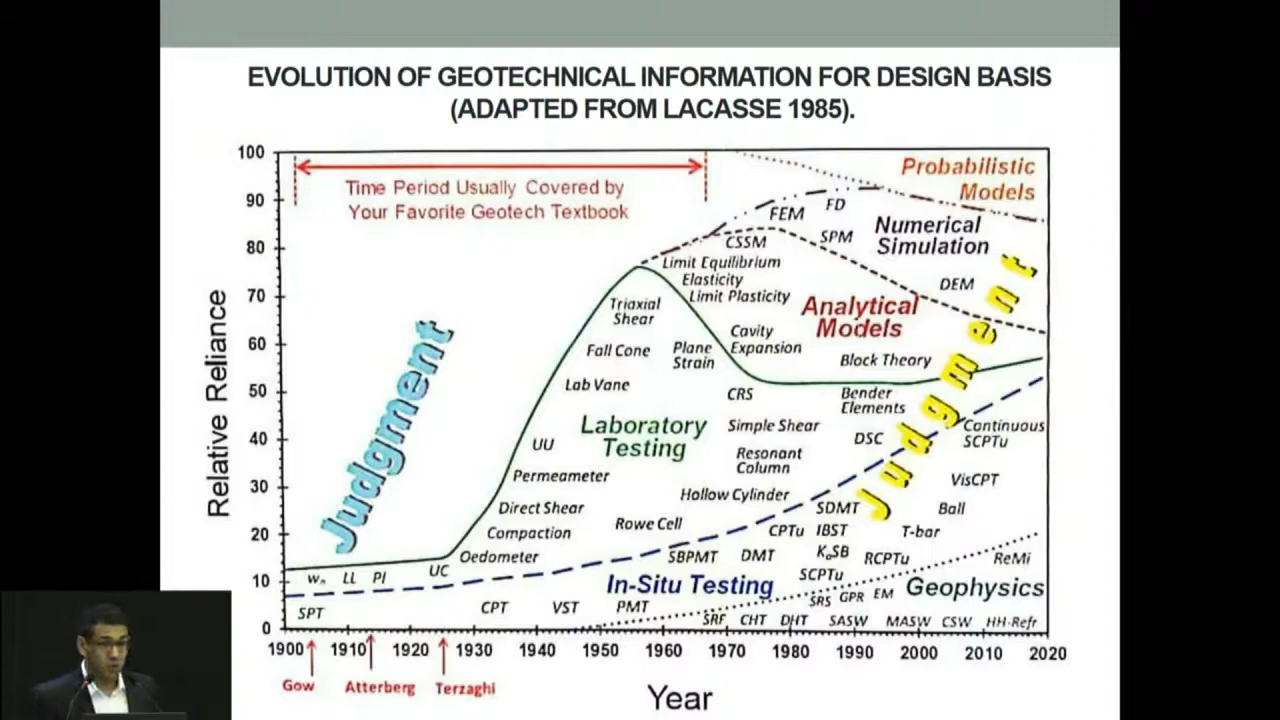 EVOLUTION OF GEOTECHNICAL INFORMATION FOR DESIGN BASIS
(ADAPTED FROM LACASSE 1985).
100
90
80
70
60
50
40
30
20
10
0
Relative Reliance
Time Period Usually Covered by
Your Favorite Geotech Textbook
Probabilistic
Models
FEM
FD
Numerical
Simulation
CSSM
SPM
Limit Equilibrium
Elasticity
Limit Plasticity
DEM
Analytical
Models
Triaxial
Shear
Cavity
Expansion
Fall Cone
Plane
Strain
Block Theory
Judgment
Lab Vane
CRS
Bender
Elements
Judgment
Laboratory
Testing
UU
Simple Shear
DSC
Continuous
SCPTu
Resonant
Column
Permeameter
VisCPT
Hollow Cylinder
Direct Shear
SDMT
Ball
Rowe Cell
Compaction
CPTu
IBST
T-bar
Oedometer
SBPMT
DMT
KoSB
RCPTu
ReMi
wn
LL
PI
UC
SCPTu
In-Situ Testing
Geophysics
SPT
CPT
VST
PMT
SRS
GPR
EM
SRF
CHT
DHT
SASW
MASW
CSW
HH-Refr
1900
1910
1920
1930
1940
1950
1960
1970
1980
1990
2000
2010
2020
Gow
Atterberg
Terzaghi
Year